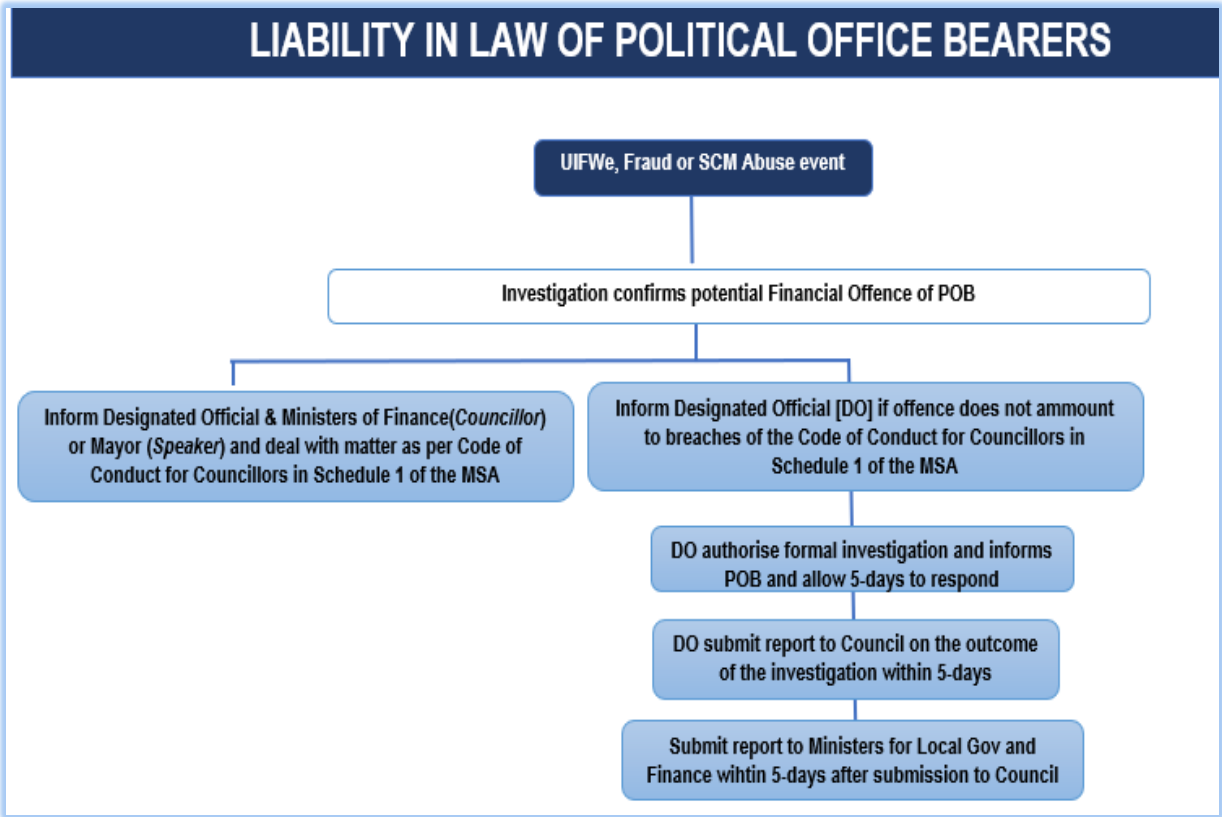 LIABILITY IN LAW OF POLITICAL OFFICE BEARERS
UIFWe, Fraud or SCM Abuse event
Investigation confirms potential Financial Offence of POB
Inform Designated Official & Ministers of Finance(Councillor)
or Mayor (Speaker) and deal with matter as per Code of
Conduct for Councillors in Schedule 1 of the MSA
Inform Designated Official [DO] if offence does not ammount
to breaches of the Code of Conduct for Councillors in
Schedule 1 of the MSA
DO authorise formal investigation and informs
POB and allow 5-days to respond
DO submit report to Council on the outcome
of the investigation within 5-days
Submit report to Ministers for Local Gov and
Finance wihtin 5-days after submission to Council